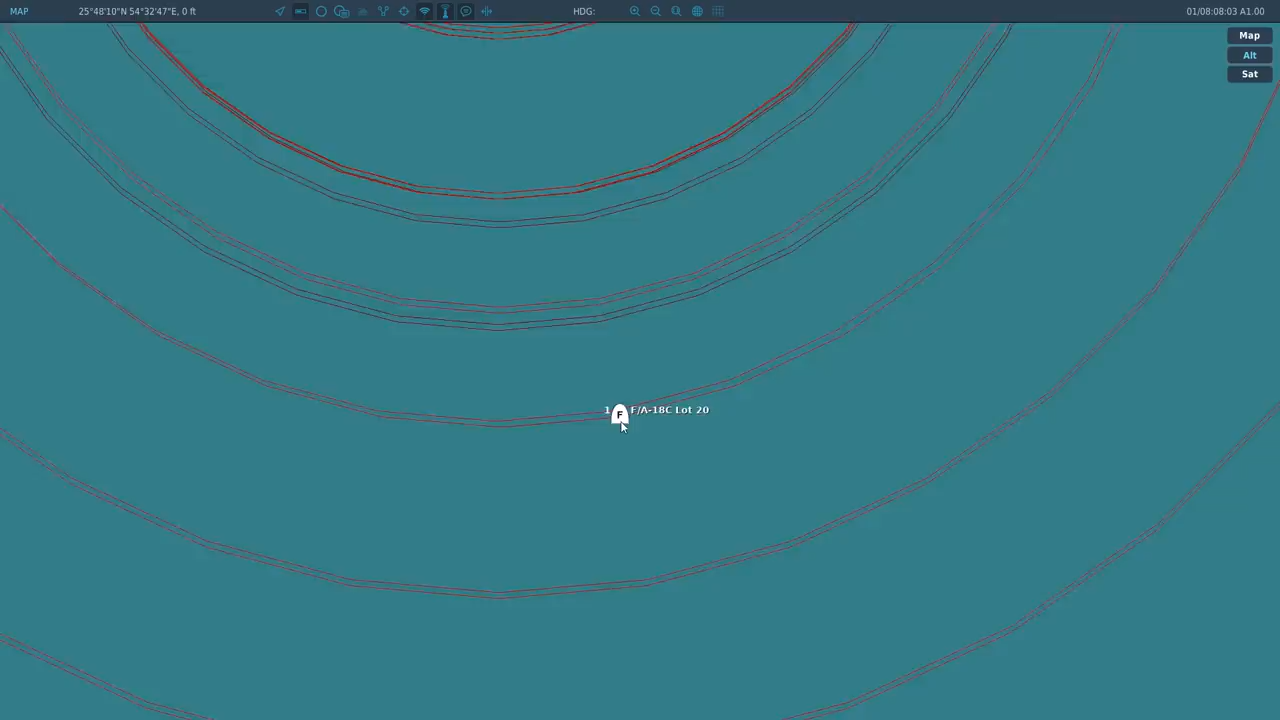 MAP 25°48'10"N 54°32'47"E, 0 ft HDG: 01/08:08:03 A1.00
Map
Alt
Sat
1 F F/A-18C Lot 20